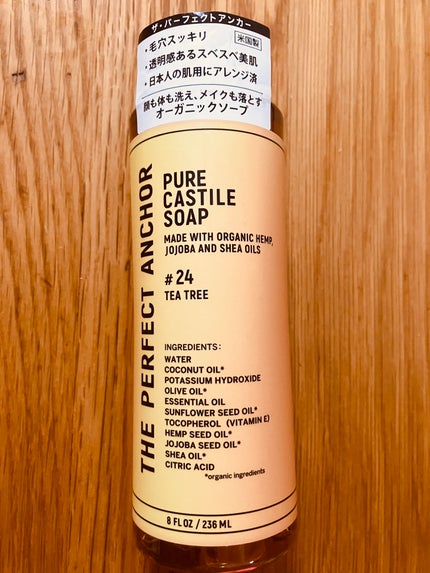 ザ・パーフェクトアンカー
・毛穴スッキリ
米国製
・透明感あるスベスベ美肌
・日本人の肌用にアレンジ済
顔も体も洗え、メイクも落とす
オーガニックソープ
THE PERFECT ANCHOR
PURE
CASTILE
SOAP
MADE WITH ORGANIC HEMP,
JOJOBA AND SHEA OILS
#24
TEA TREE
INGREDIENTS:
WATER
COCONUT OIL*
POTASSIUM HYDROXIDE
OLIVE OIL*
ESSENTIAL OIL
SUNFLOWER SEED OIL*
TOCOPHEROL (VITAMIN E)
HEMP SEED OIL*
JOJOBA SEED OIL*
SHEA OIL*
CITRIC ACID
*organic ingredients
8 FL OZ / 236 ML